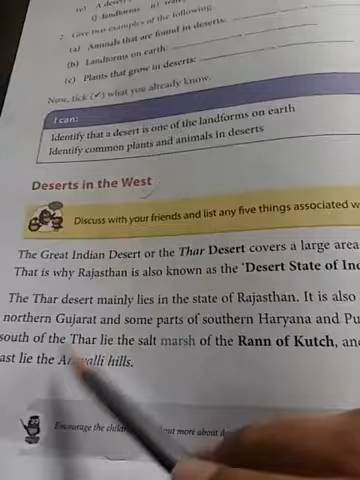 (e) A desert
i) landforms ii) wat
2. Give two examples of the following.
(a) Animals that are found in deserts:
(b) Landforms on earth:
(c) Plants that grow in deserts:
Now, tick (✓) what you already know.
I can:
Identify that a desert is one of the landforms on earth
Identify common plants and animals in deserts
Deserts in the West
Discuss with your friends and list any five things associated w
The Great Indian Desert or the Thar Desert covers a large area
That is why Rajasthan is also known as the 'Desert State of Ind
The Thar desert mainly lies in the state of Rajasthan. It is also
northern Gujarat and some parts of southern Haryana and Pu
south of the Thar lie the salt marsh of the Rann of Kutch, an
ast lie the Aravalli hills.
Encourage the child out more about